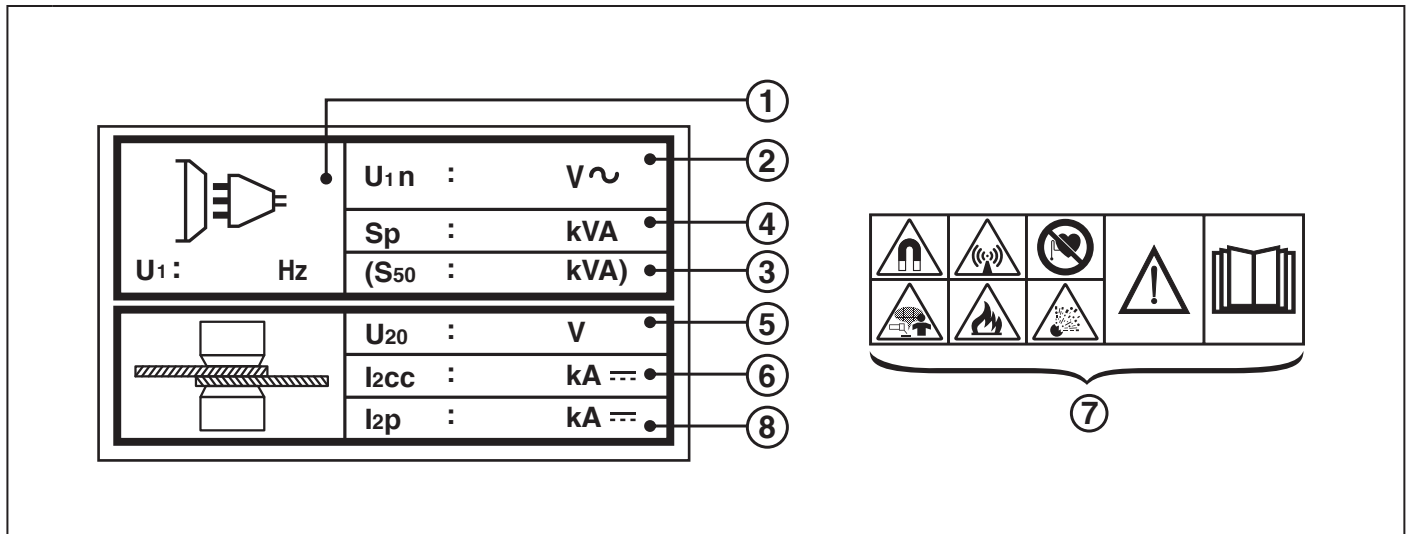 1
U1n : V~ 2
Sp : kVA 4
U1: Hz (S50 : kVA) 3
U20 : V 5
I2cc : kA ⎓ 6
I2p : kA ⎓ 8
7